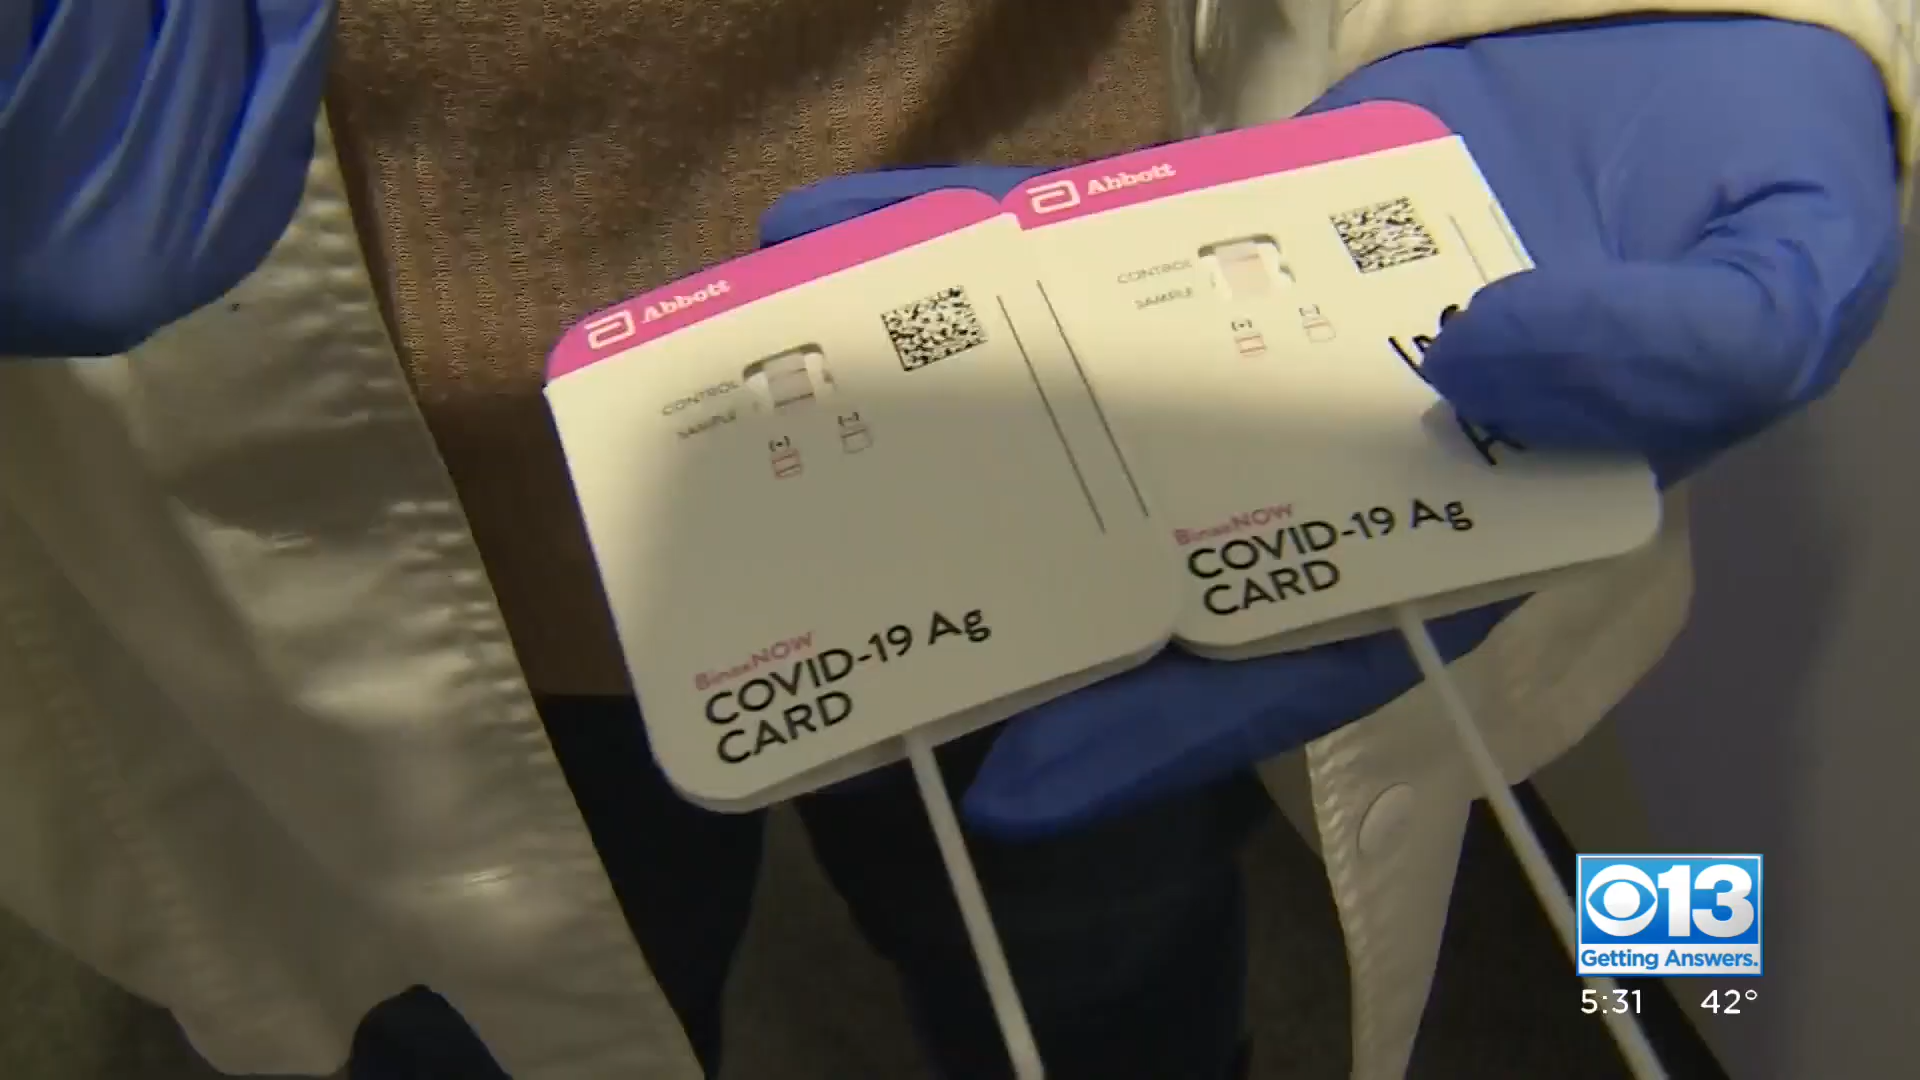 Abbott
CONTROL
SAMPLE
(+)
(-)
BinaxNOW
COVID-19 Ag
CARD
Abbott
CONTROL
SAMPLE
(+)
(-)
BinaxNOW
COVID-19 Ag
CARD
13
Getting Answers.
5:31 42°